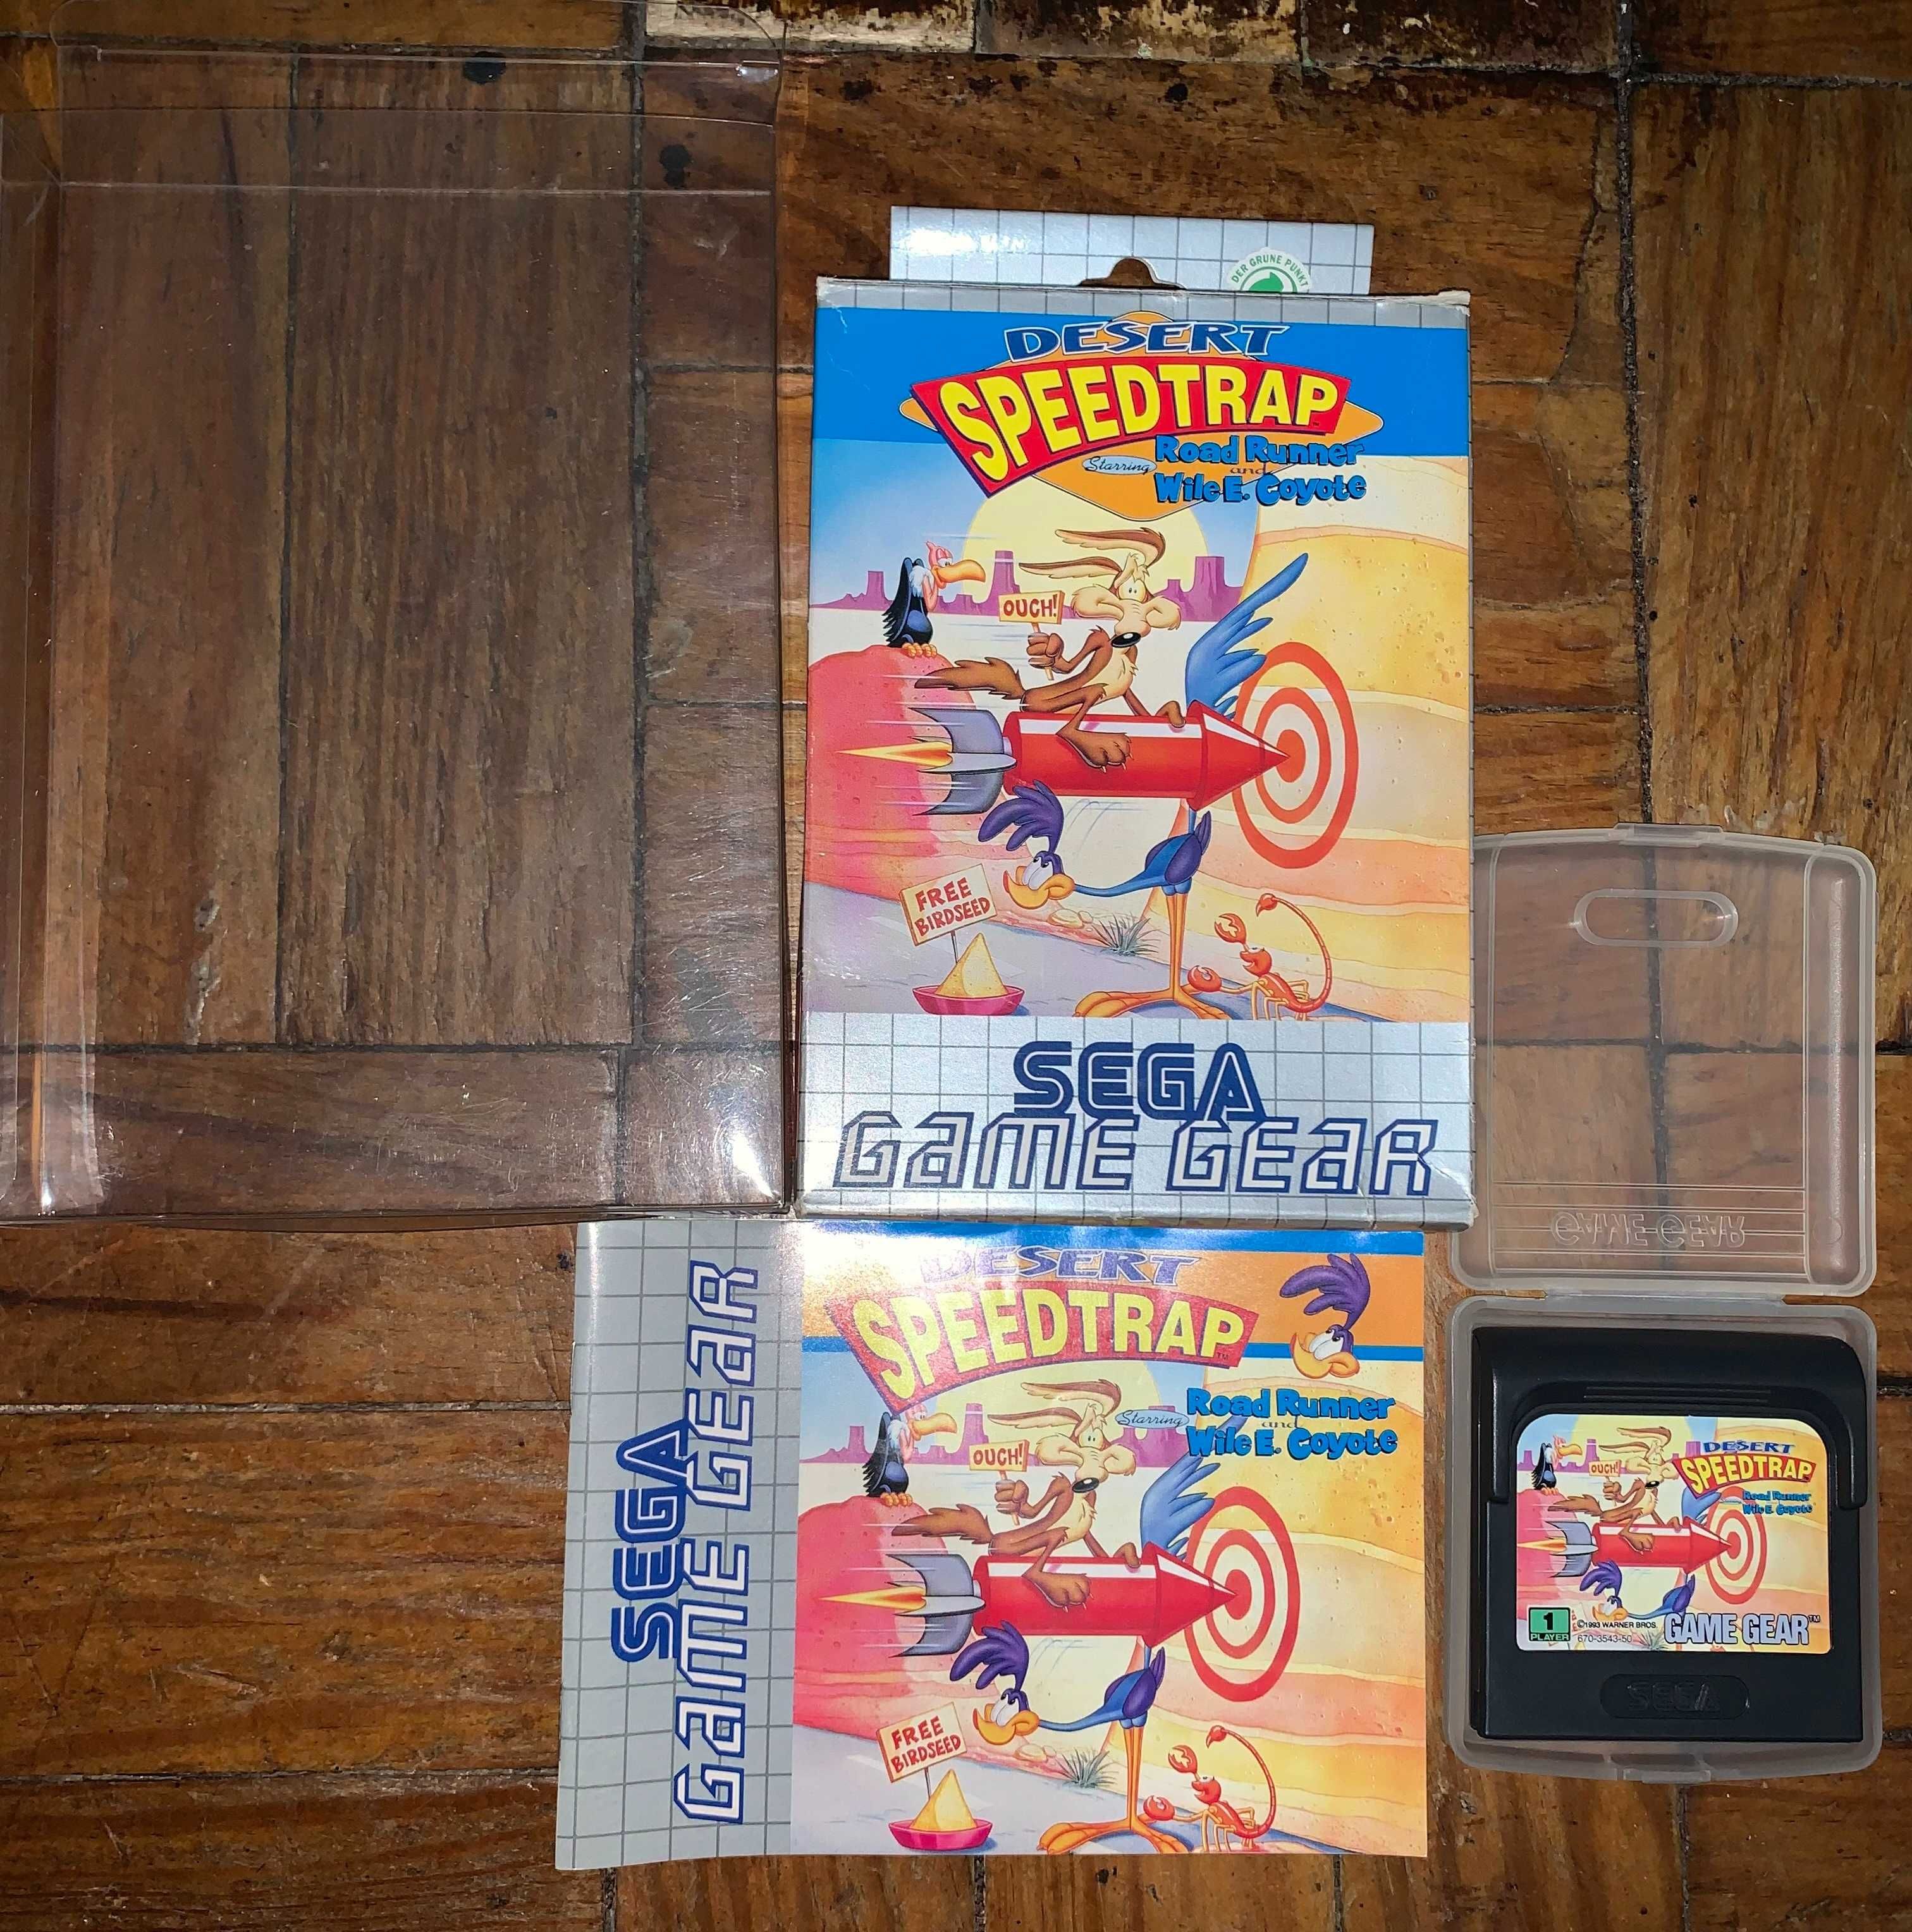 DER GRÜNE PUNKT
DESERT
SPEEDTRAP
Starring Road Runner
and
Wile E. Coyote
OUCH!
FREE
BIRDSEED
SEGA
GAME GEAR
GAME GEAR
SEGA
GAME GEAR
DESERT
SPEEDTRAP™
Starring Road Runner
and
Wile E. Coyote
OUCH!
FREE
BIRDSEED
DESERT
SPEEDTRAP
Road Runner
Wile E. Coyote
OUCH!
1
PLAYER
©1993 WARNER BROS.
670-3543-50
GAME GEAR™
SEGA